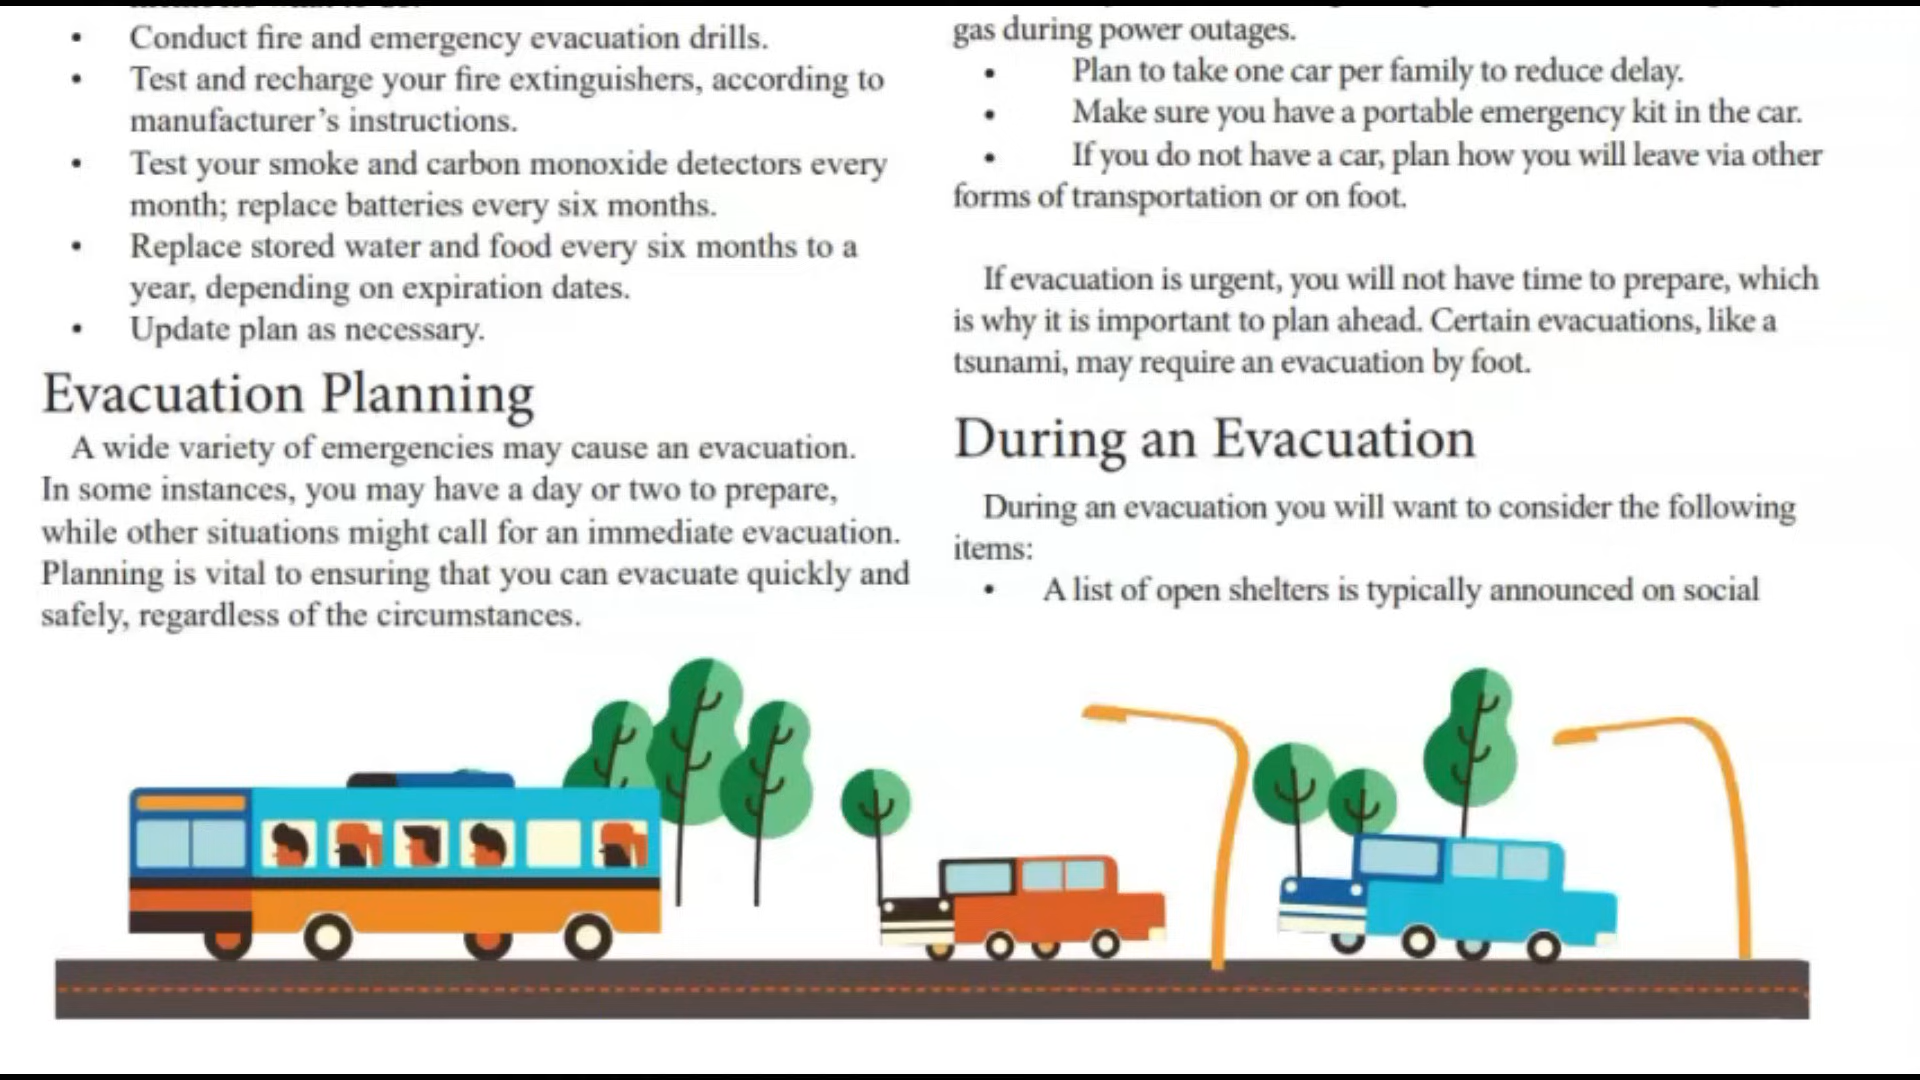 • Conduct fire and emergency evacuation drills.
• Test and recharge your fire extinguishers, according to
manufacturer's instructions.
• Test your smoke and carbon monoxide detectors every
month; replace batteries every six months.
• Replace stored water and food every six months to a
year, depending on expiration dates.
• Update plan as necessary.
Evacuation Planning
A wide variety of emergencies may cause an evacuation.
In some instances, you may have a day or two to prepare,
while other situations might call for an immediate evacuation.
Planning is vital to ensuring that you can evacuate quickly and
safely, regardless of the circumstances.
gas during power outages.
• Plan to take one car per family to reduce delay.
• Make sure you have a portable emergency kit in the car.
• If you do not have a car, plan how you will leave via other
forms of transportation or on foot.
If evacuation is urgent, you will not have time to prepare, which
is why it is important to plan ahead. Certain evacuations, like a
tsunami, may require an evacuation by foot.
During an Evacuation
During an evacuation you will want to consider the following
items:
• A list of open shelters is typically announced on social